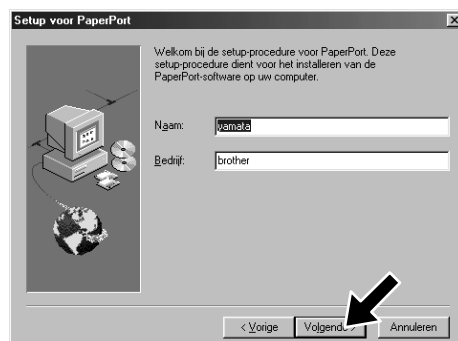 Setup voor PaperPort
Welkom bij de setup-procedure voor PaperPort. Deze
setup-procedure dient voor het installeren van de
PaperPort-software op uw computer.
Naam: yamata
Bedrijf: brother
< Vorige Volgende > Annuleren